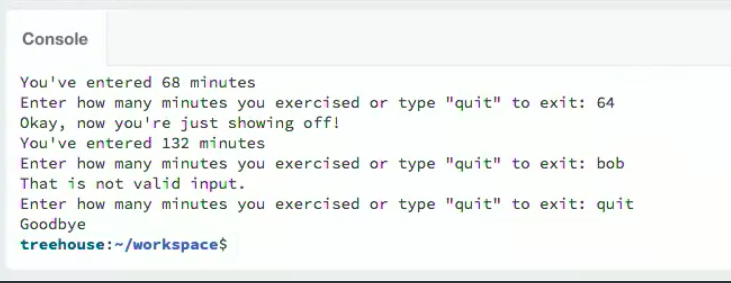 Console
You've entered 68 minutes
Enter how many minutes you exercised or type "quit" to exit: 64
Okay, now you're just showing off!
You've entered 132 minutes
Enter how many minutes you exercised or type "quit" to exit: bob
That is not valid input.
Enter how many minutes you exercised or type "quit" to exit: quit
Goodbye
treehouse:~/workspace$